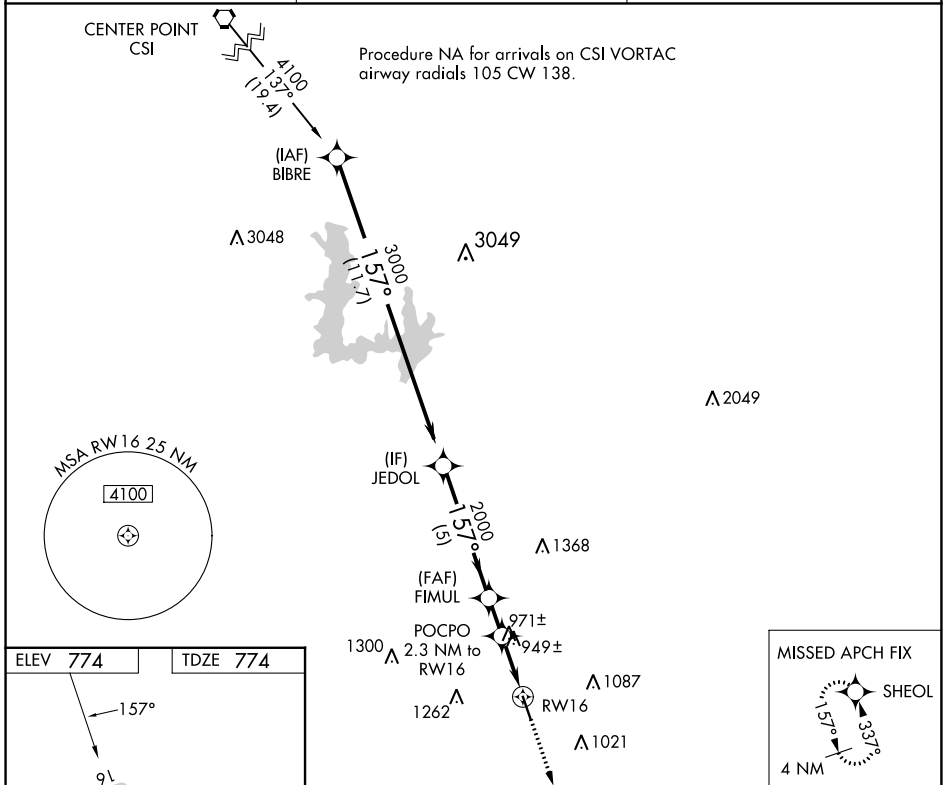 CENTER POINT
CSI
Procedure NA for arrivals on CSI VORTAC
airway radials 105 CW 138.
4100
137°
(19.4)
(IAF)
BIBRE
3048
3049
3000
157°
(11.7)
2049
MSA RW16 25 NM
4100
(IF)
JEDOL
2000
157°
(5)
1368
(FAF)
FIMUL
POCPO
2.3 NM to
RW16
971±
949±
1300
1262
1087
RW16
1021
ELEV 774
TDZE 774
157°
16
MISSED APCH FIX
SHEOL
157°
337°
4 NM